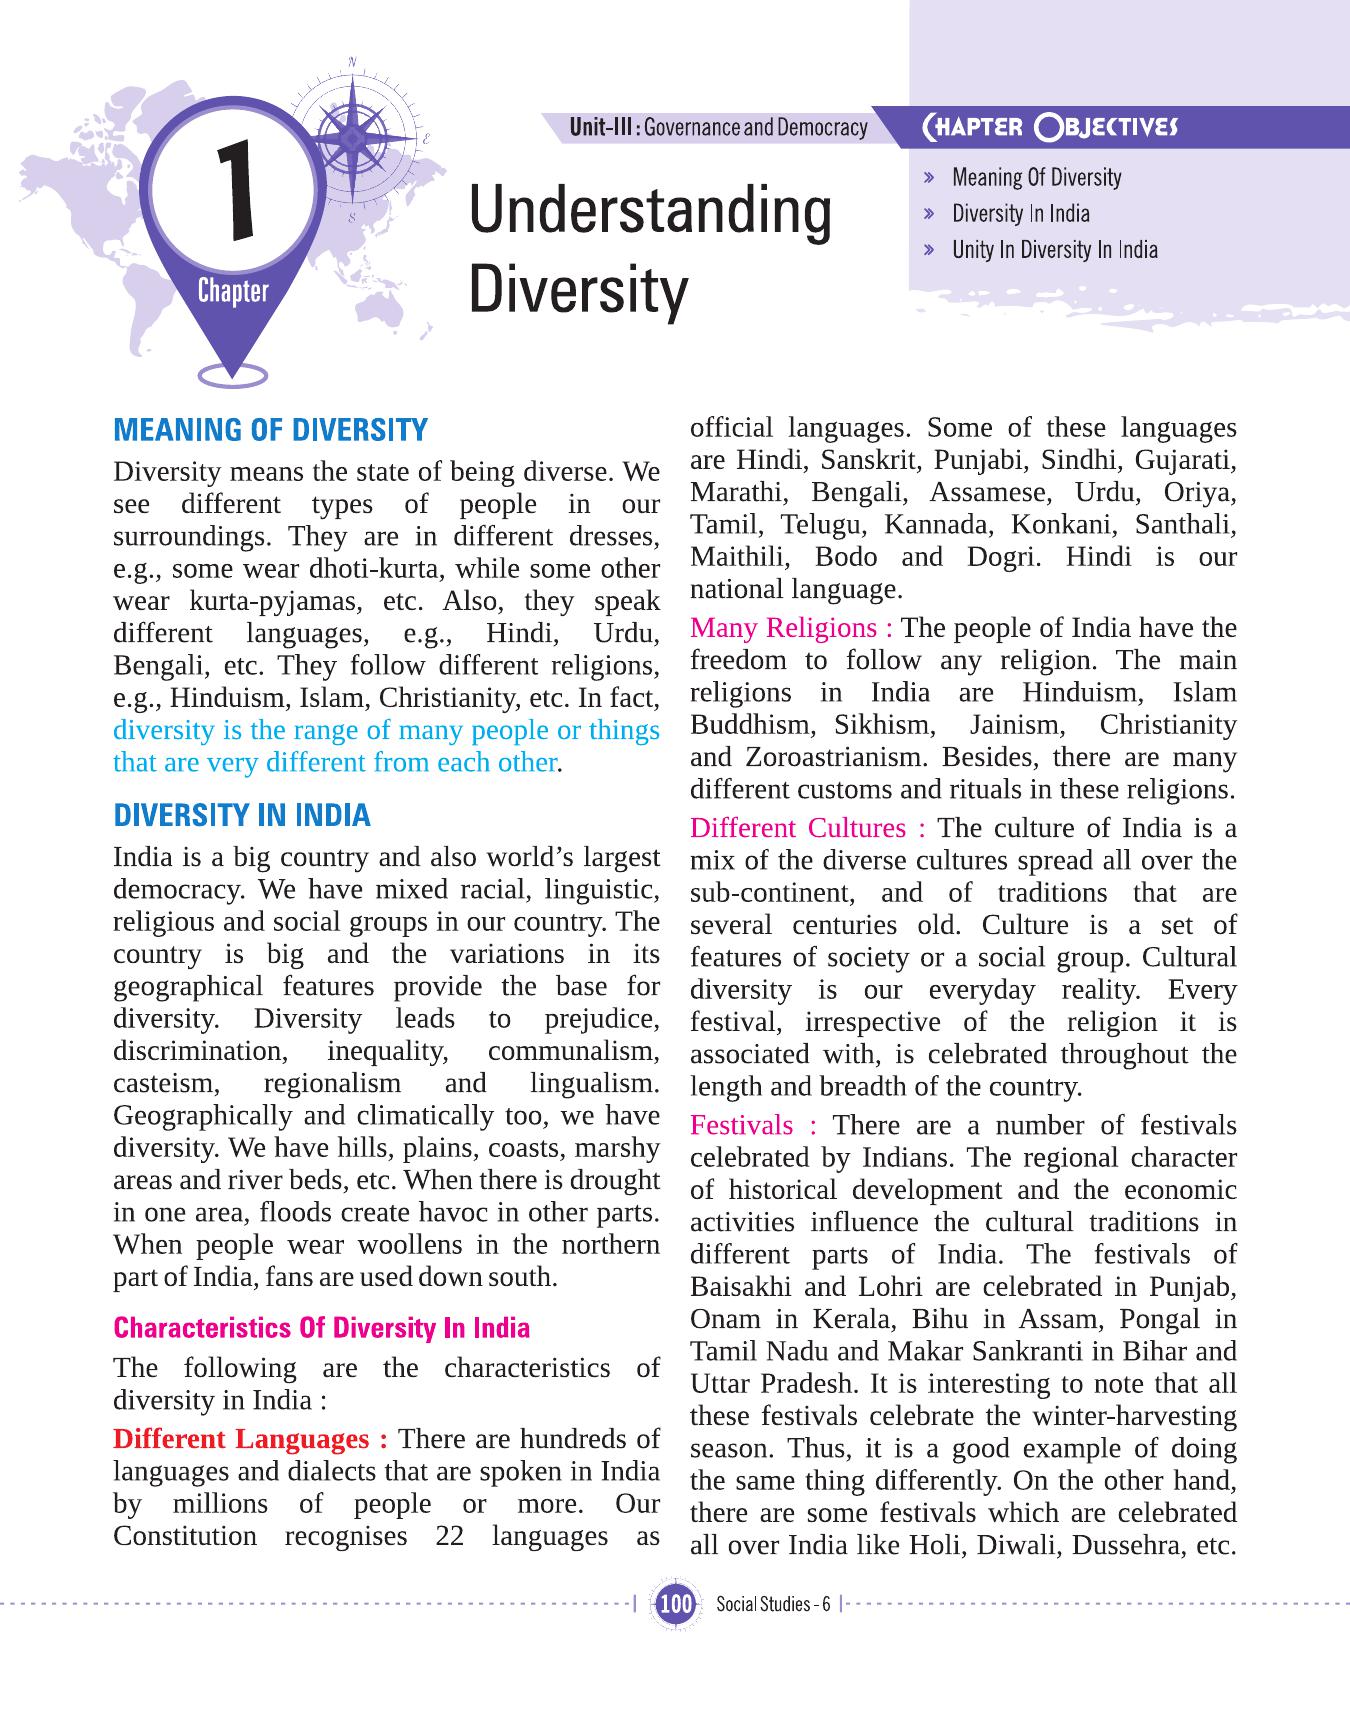 N
E
S
1
Chapter
Unit-III : Governance and Democracy
Understanding
Diversity
CHAPTER OBJECTIVES
» Meaning Of Diversity
» Diversity In India
» Unity In Diversity In India
MEANING OF DIVERSITY
Diversity means the state of being diverse. We
see different types of people in our
surroundings. They are in different dresses,
e.g., some wear dhoti-kurta, while some other
wear kurta-pyjamas, etc. Also, they speak
different languages, e.g., Hindi, Urdu,
Bengali, etc. They follow different religions,
e.g., Hinduism, Islam, Christianity, etc. In fact,
diversity is the range of many people or things
that are very different from each other.
DIVERSITY IN INDIA
India is a big country and also world’s largest
democracy. We have mixed racial, linguistic,
religious and social groups in our country. The
country is big and the variations in its
geographical features provide the base for
diversity. Diversity leads to prejudice,
discrimination, inequality, communalism,
casteism, regionalism and lingualism.
Geographically and climatically too, we have
diversity. We have hills, plains, coasts, marshy
areas and river beds, etc. When there is drought
in one area, floods create havoc in other parts.
When people wear woollens in the northern
part of India, fans are used down south.
Characteristics Of Diversity In India
The following are the characteristics of
diversity in India :
Different Languages : There are hundreds of
languages and dialects that are spoken in India
by millions of people or more. Our
Constitution recognises 22 languages as
official languages. Some of these languages
are Hindi, Sanskrit, Punjabi, Sindhi, Gujarati,
Marathi, Bengali, Assamese, Urdu, Oriya,
Tamil, Telugu, Kannada, Konkani, Santhali,
Maithili, Bodo and Dogri. Hindi is our
national language.
Many Religions : The people of India have the
freedom to follow any religion. The main
religions in India are Hinduism, Islam
Buddhism, Sikhism, Jainism, Christianity
and Zoroastrianism. Besides, there are many
different customs and rituals in these religions.
Different Cultures : The culture of India is a
mix of the diverse cultures spread all over the
sub-continent, and of traditions that are
several centuries old. Culture is a set of
features of society or a social group. Cultural
diversity is our everyday reality. Every
festival, irrespective of the religion it is
associated with, is celebrated throughout the
length and breadth of the country.
Festivals : There are a number of festivals
celebrated by Indians. The regional character
of historical development and the economic
activities influence the cultural traditions in
different parts of India. The festivals of
Baisakhi and Lohri are celebrated in Punjab,
Onam in Kerala, Bihu in Assam, Pongal in
Tamil Nadu and Makar Sankranti in Bihar and
Uttar Pradesh. It is interesting to note that all
these festivals celebrate the winter-harvesting
season. Thus, it is a good example of doing
the same thing differently. On the other hand,
there are some festivals which are celebrated
all over India like Holi, Diwali, Dussehra, etc.
100 Social Studies - 6